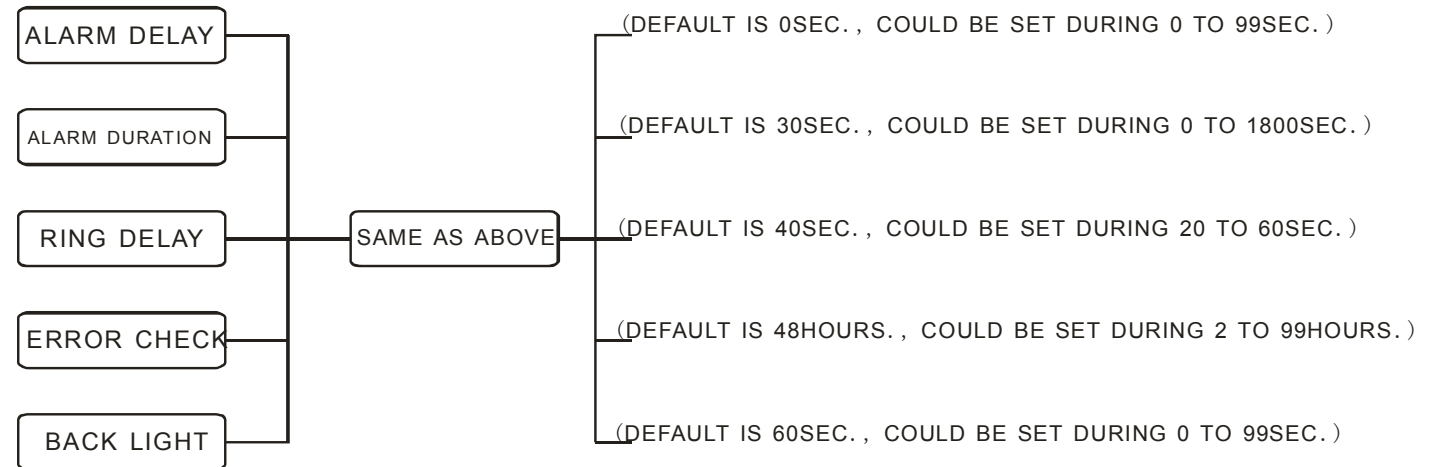 ALARM DELAY
(DEFAULT IS 0SEC., COULD BE SET DURING 0 TO 99SEC.)
ALARM DURATION
(DEFAULT IS 30SEC., COULD BE SET DURING 0 TO 1800SEC.)
RING DELAY
SAME AS ABOVE
(DEFAULT IS 40SEC., COULD BE SET DURING 20 TO 60SEC.)
ERROR CHECK
(DEFAULT IS 48HOURS., COULD BE SET DURING 2 TO 99HOURS.)
BACK LIGHT
(DEFAULT IS 60SEC., COULD BE SET DURING 0 TO 99SEC.)